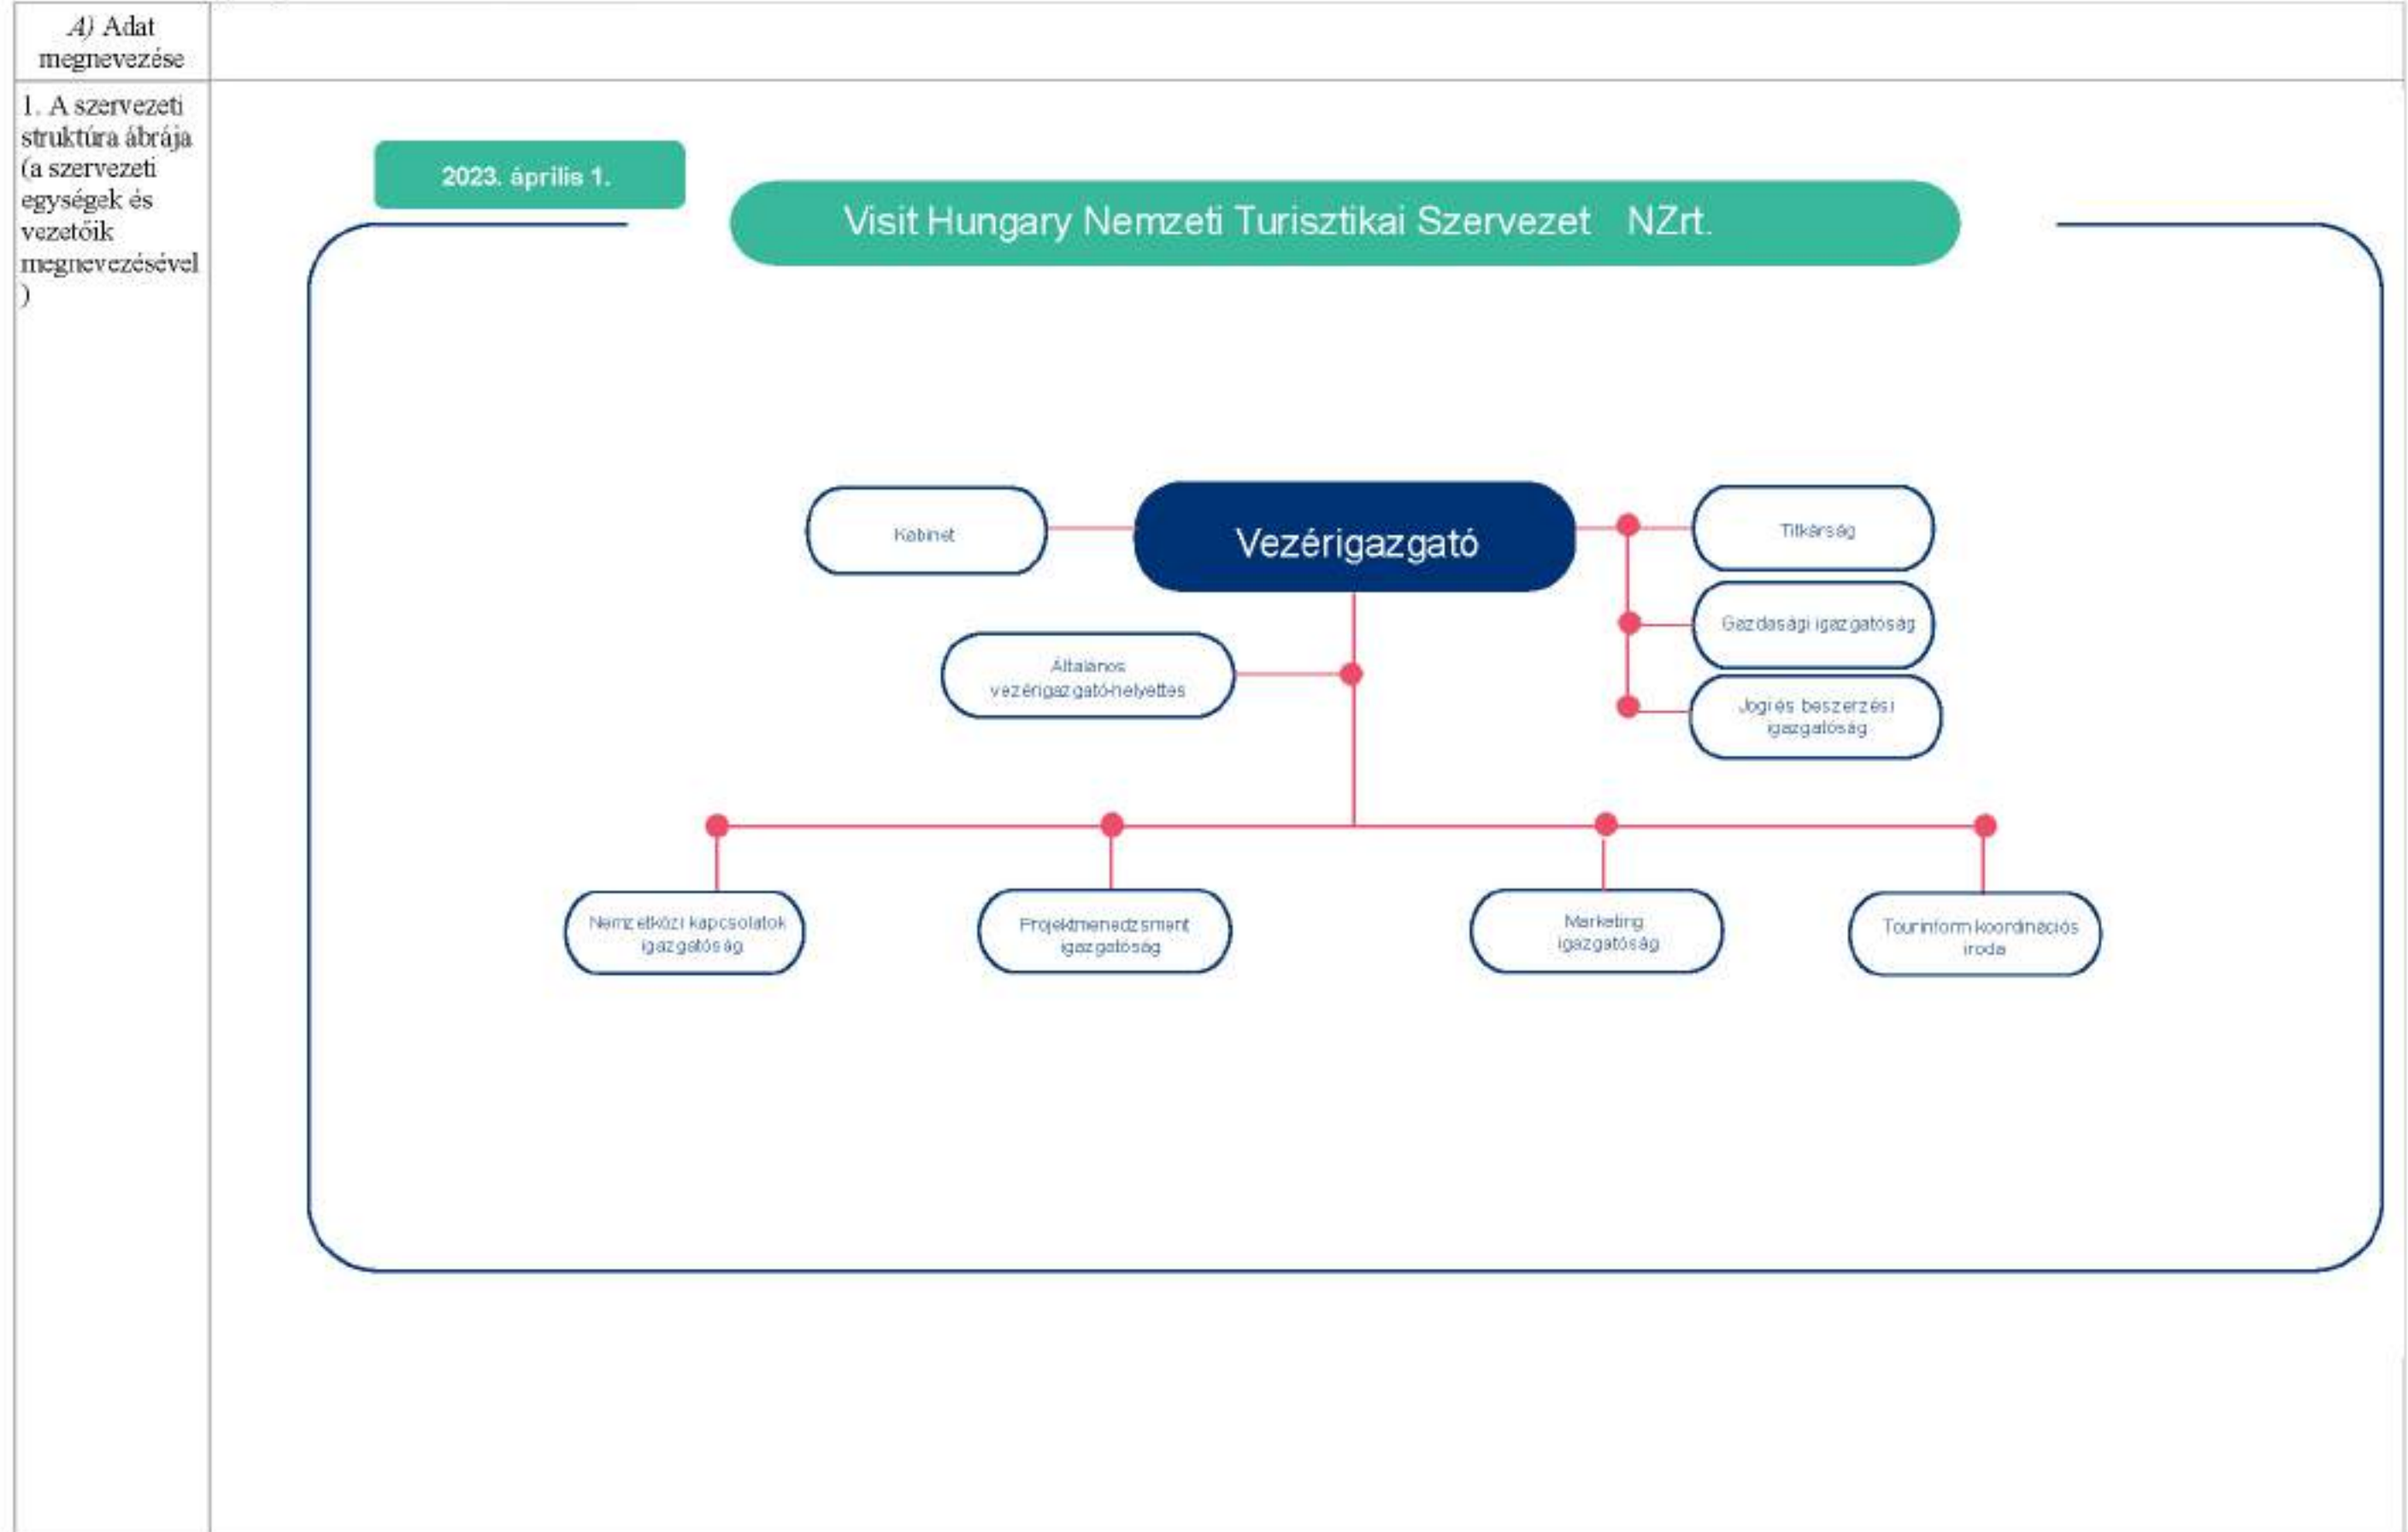 A) Adat
megnevezése
1. A szervezeti
struktúra ábrája
(a szervezeti
egységek és
vezetőik
megnevezésével
)
2023. április 1.
Visit Hungary Nemzeti Turisztikai Szervezet NZrt.
Kabinet
Vezérigazgató
Titkárság
Gazdasági igazgatóság
Általános
vezérigazgató-helyettes
Jogi és beszerzési
igazgatóság
Nemzetközi kapcsolatok
igazgatóság
Projektmenedzsment
igazgatóság
Marketing
igazgatóság
Tourinform koordinációs
iroda